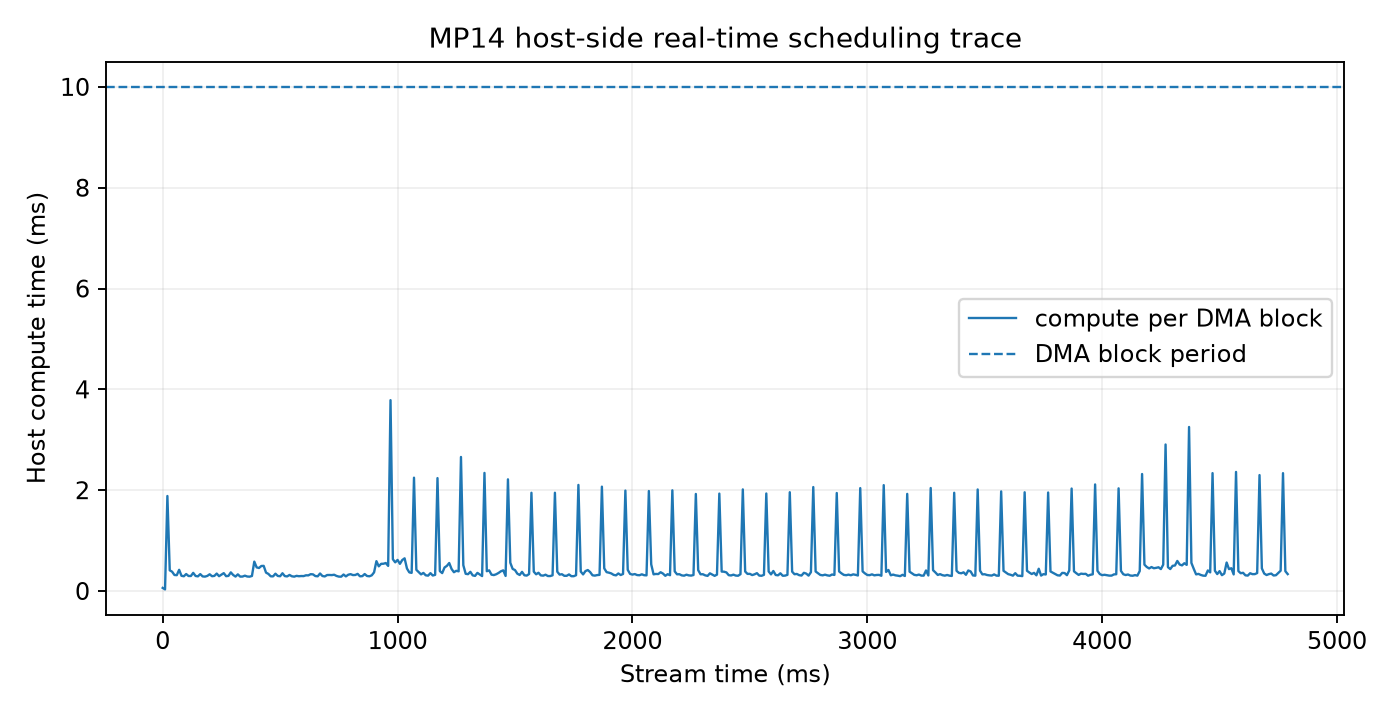 MP14 host-side real-time scheduling trace
Host compute time (ms)
10
8
6
4
2
0
compute per DMA block
DMA block period
0 1000 2000 3000 4000 5000
Stream time (ms)